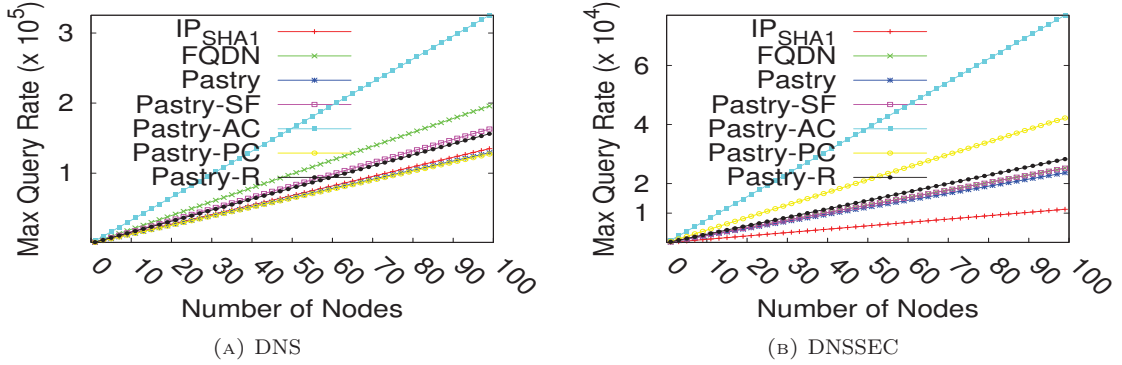 Max Query Rate (x 10^5)
3
2
1
IP_SHA1
FQDN
Pastry
Pastry-SF
Pastry-AC
Pastry-PC
Pastry-R
0 10 20 30 40 50 60 70 80 90 100
Number of Nodes
(A) DNS
Max Query Rate (x 10^4)
6
4
2
1
IP_SHA1
FQDN
Pastry
Pastry-SF
Pastry-AC
Pastry-PC
Pastry-R
0 10 20 30 40 50 60 70 80 90 100
Number of Nodes
(B) DNSSEC